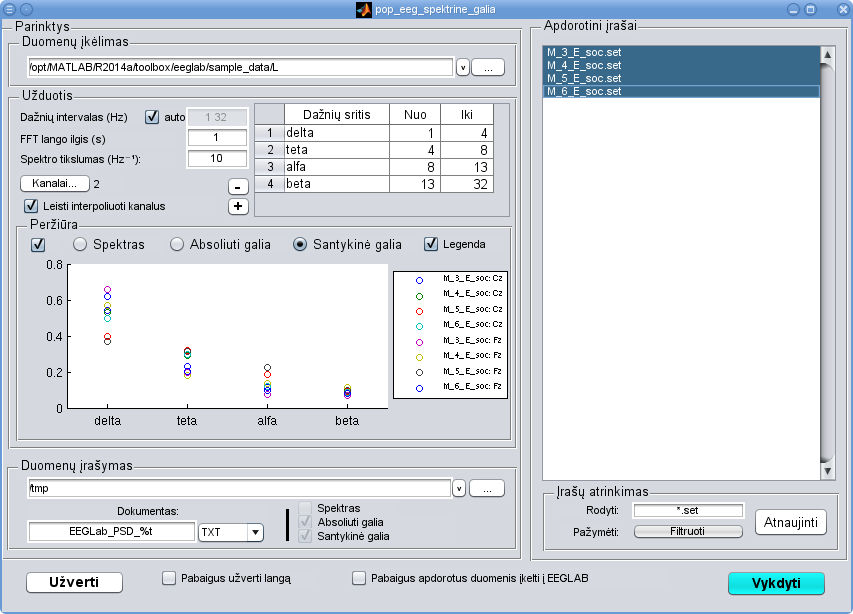 pop_eeg_spektrine_galia
Parinktys
Duomenų įkėlimas
/opt/MATLAB/R2014a/toolbox/eeglab/sample_data/L
v
...
Užduotis
Dažnių intervalas (Hz)
auto
1 32
FFT lango ilgis (s)
1
Spektro tikslumas (Hz⁻¹):
10
Kanalai...
2
-
Leisti interpoliuoti kanalus
+
Dažnių sritis Nuo Iki
1 delta 1 4
2 teta 4 8
3 alfa 8 13
4 beta 13 32
Peržiūra
Spektras
Absoliuti galia
Santykinė galia
Legenda
0.8
0.6
0.4
0.2
0
delta teta alfa beta
M_3_E_soc: Cz
M_4_E_soc: Cz
M_5_E_soc: Cz
M_6_E_soc: Cz
M_3_E_soc: Fz
M_4_E_soc: Fz
M_5_E_soc: Fz
M_6_E_soc: Fz
Duomenų įrašymas
/tmp
v
...
Dokumentas:
EEGLab_PSD_%t
TXT
Spektras
Absoliuti galia
Santykinė galia
Apdorotini įrašai
M_3_E_soc.set
M_4_E_soc.set
M_5_E_soc.set
M_6_E_soc.set
Įrašų atrinkimas
Rodyti:
*.set
Pažymėti:
Filtruoti
Atnaujinti
Užverti
Pabaigus užverti langą
Pabaigus apdorotus duomenis įkelti į EEGLAB
Vykdyti